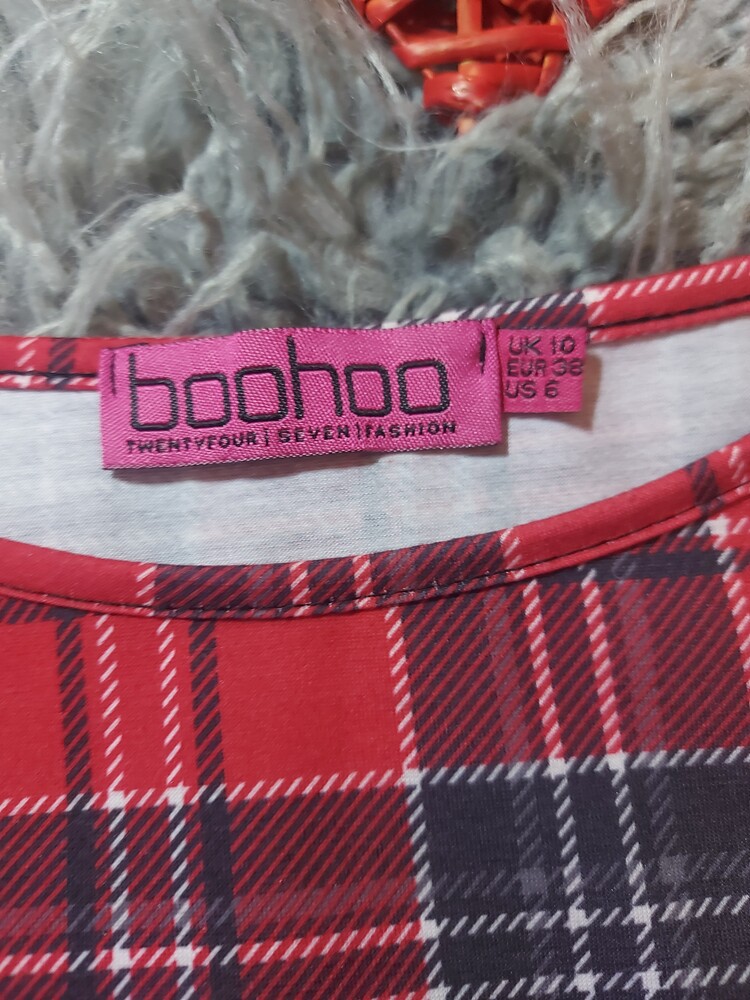 boohoo
TWENTYFOUR | SEVEN | FASHION
UK 10
EUR 38
US 6